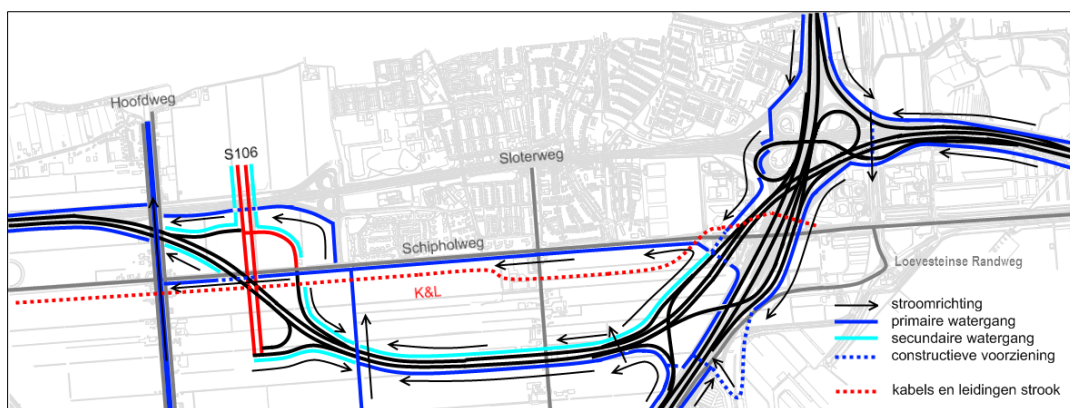 Hoofdweg
S106
Sloterweg
Schipholweg
K&L
Loevesteinse Randweg
stroomrichting
primaire watergang
secundaire watergang
constructieve voorziening
kabels en leidingen strook